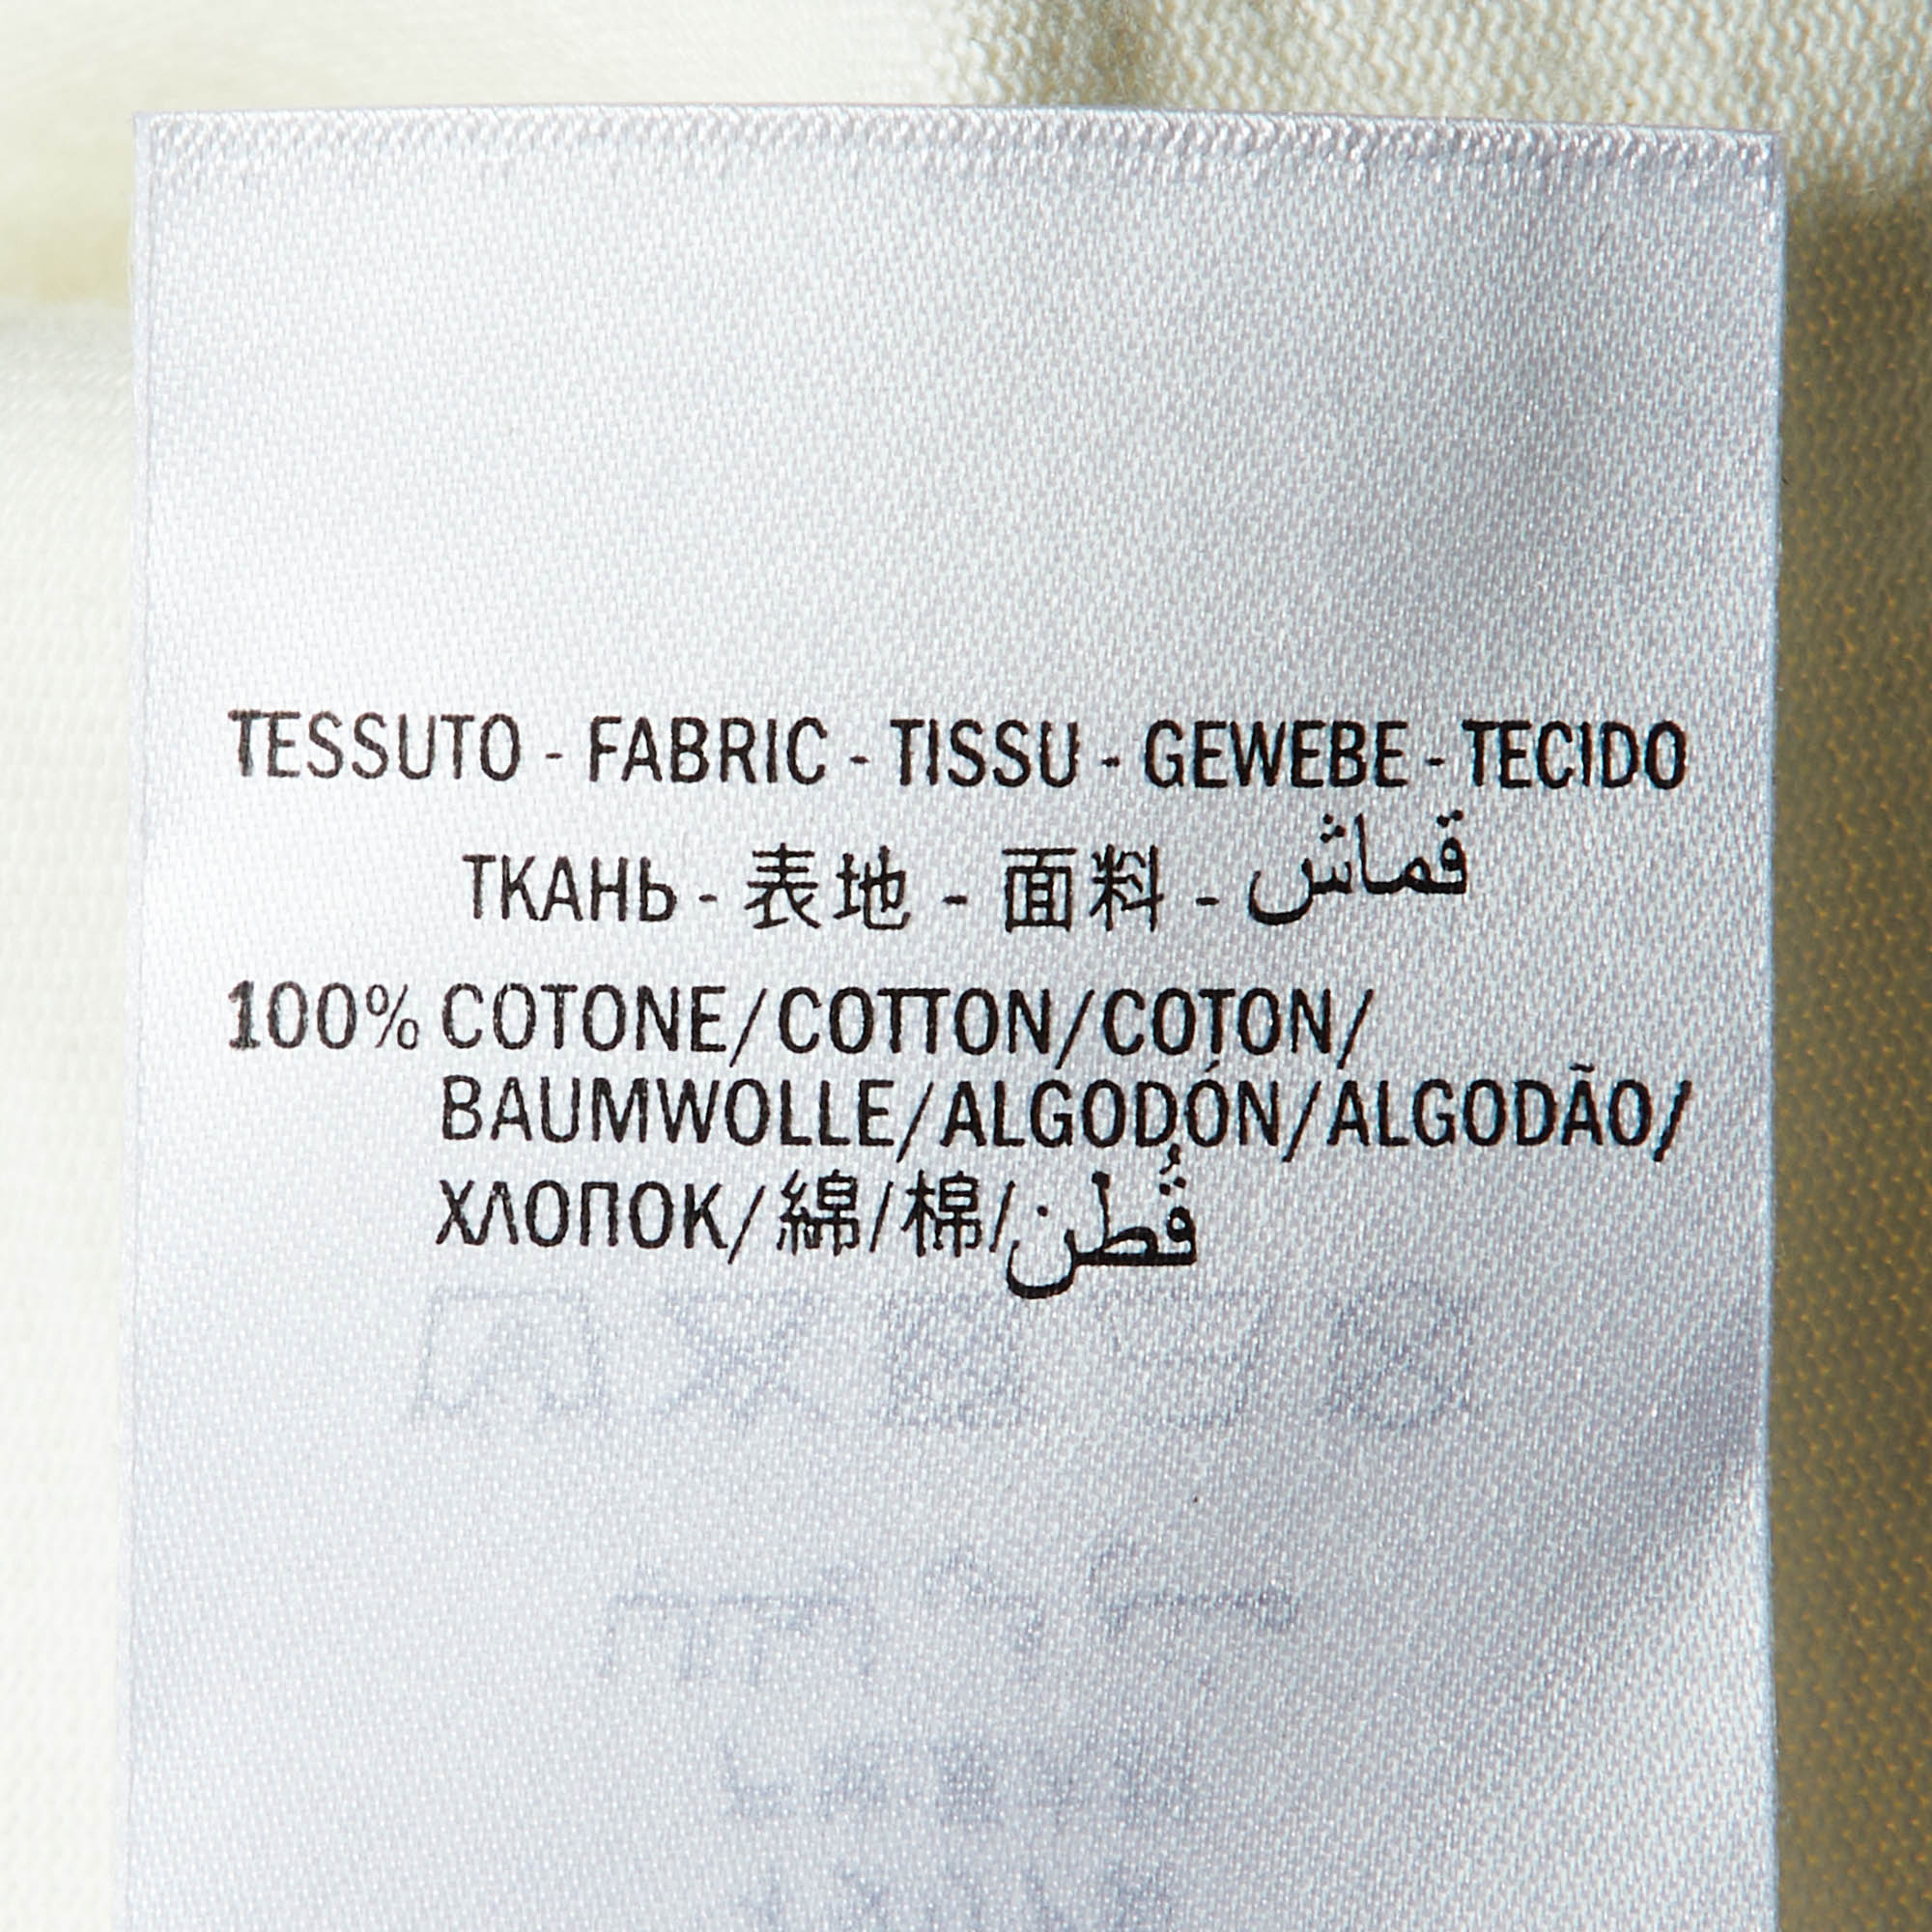 TESSUTO - FABRIC - TISSU - GEWEBE - TECIDO
ТКАНЬ - 表地 - 面料 - قماش
100% COTONE/COTTON/COTON/
BAUMWOLLE/ALGODÓN/ALGODÃO/
ХЛОПОК/綿/棉/قُطن